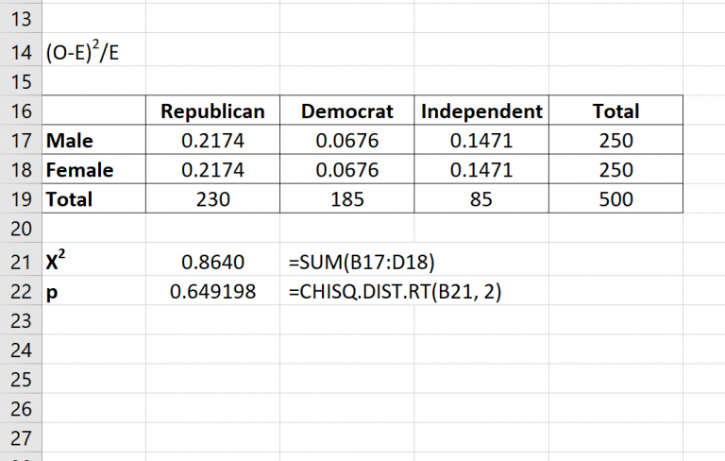 13
14 (O-E)²/E
15
16 Republican Democrat Independent Total
17 Male 0.2174 0.0676 0.1471 250
18 Female 0.2174 0.0676 0.1471 250
19 Total 230 185 85 500
20
21 X² 0.8640 =SUM(B17:D18)
22 p 0.649198 =CHISQ.DIST.RT(B21, 2)
23
24
25
26
27